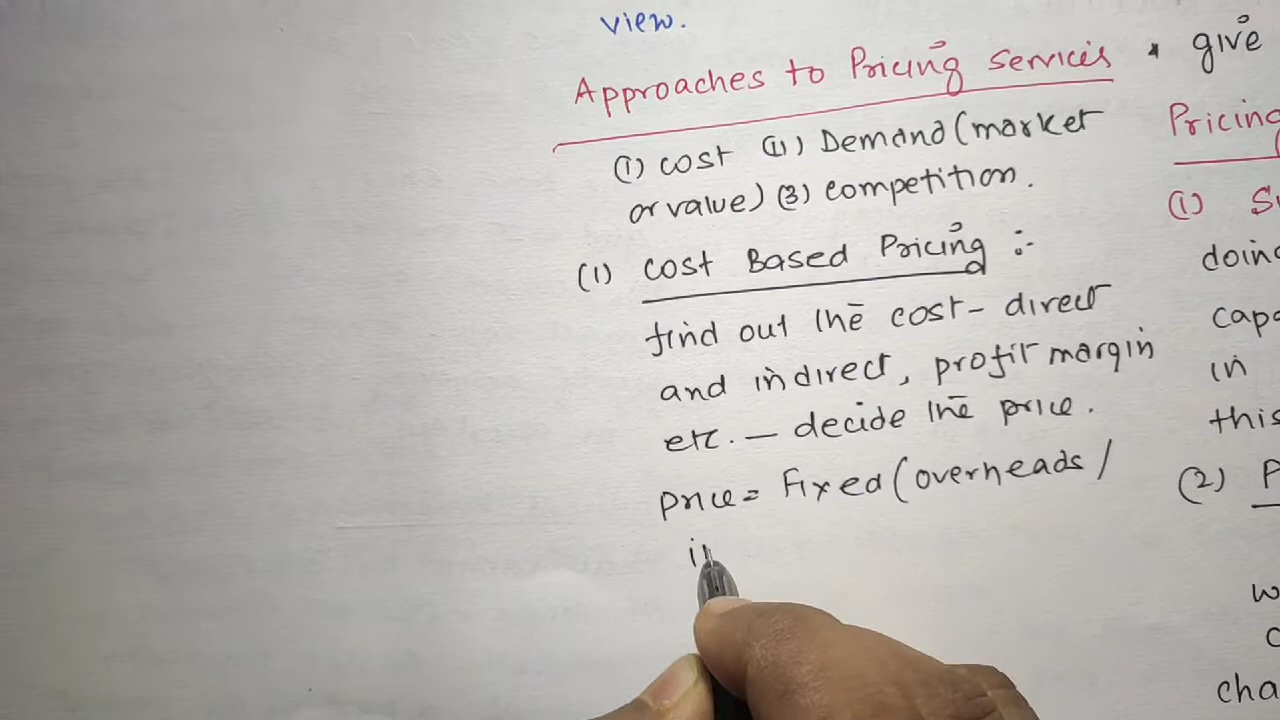 view.
Approaches to Pricing Services
(1) cost (11) Demand (market
or value) (3) competition.
(1) Cost Based Pricing :-
find out the cost - direct
and indirect, profit margin
etc. — decide the price.
price = Fixed (overheads /
* give
Pricing
(1)
doing
in
this
(2)